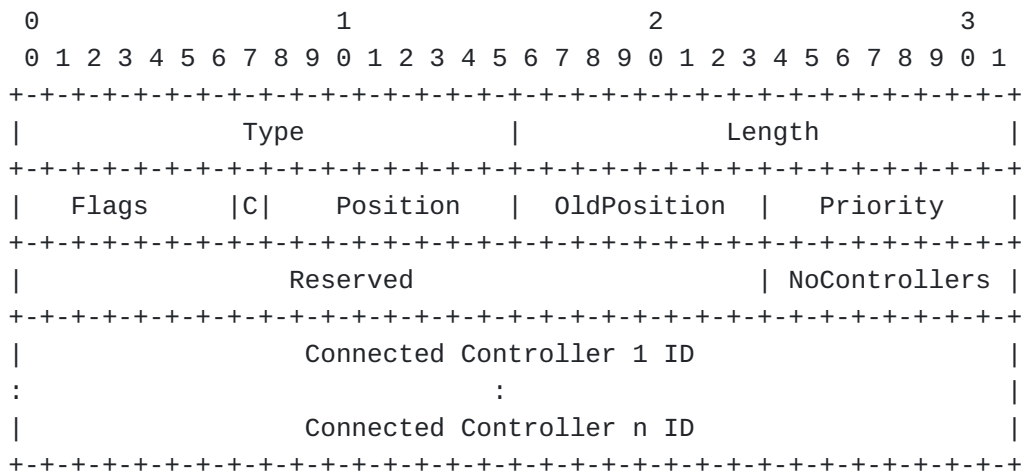 0                   1                   2                   3
 0 1 2 3 4 5 6 7 8 9 0 1 2 3 4 5 6 7 8 9 0 1 2 3 4 5 6 7 8 9 0 1
+-+-+-+-+-+-+-+-+-+-+-+-+-+-+-+-+-+-+-+-+-+-+-+-+-+-+-+-+-+-+-+-+
|              Type             |             Length            |
+-+-+-+-+-+-+-+-+-+-+-+-+-+-+-+-+-+-+-+-+-+-+-+-+-+-+-+-+-+-+-+-+
|   Flags     |C|    Position   |  OldPosition  |   Priority    |
+-+-+-+-+-+-+-+-+-+-+-+-+-+-+-+-+-+-+-+-+-+-+-+-+-+-+-+-+-+-+-+-+
|                 Reserved                      | NoControllers |
+-+-+-+-+-+-+-+-+-+-+-+-+-+-+-+-+-+-+-+-+-+-+-+-+-+-+-+-+-+-+-+-+
|                  Connected Controller 1 ID                    |
:                              :                                |
|                  Connected Controller n ID                    |
+-+-+-+-+-+-+-+-+-+-+-+-+-+-+-+-+-+-+-+-+-+-+-+-+-+-+-+-+-+-+-+-+